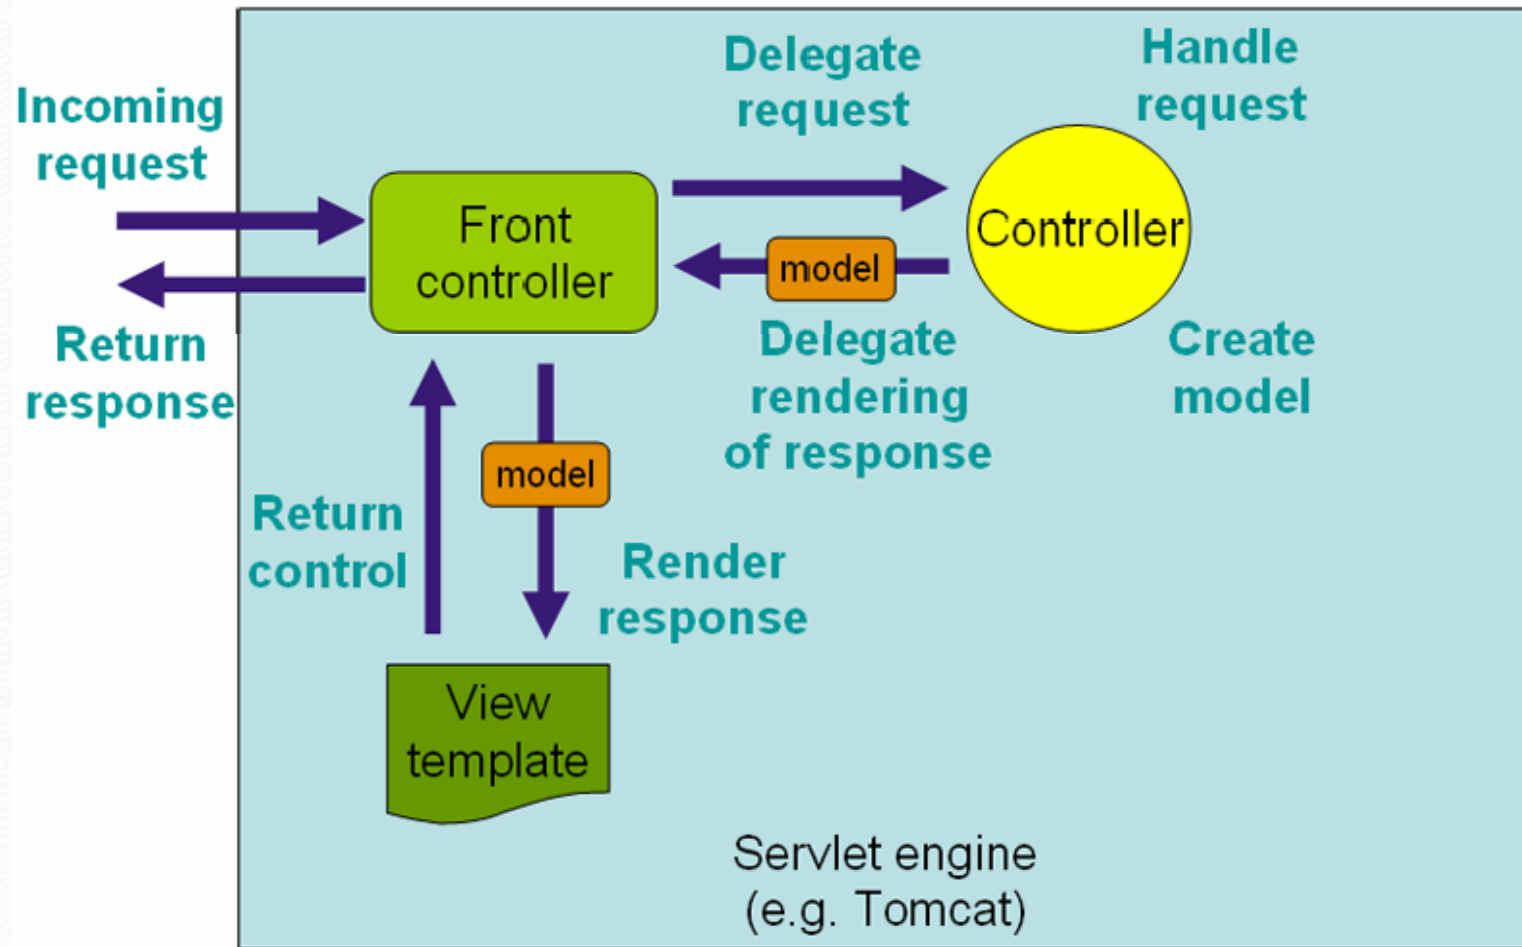 Incoming
request
Delegate
request
Handle
request
Front
controller
Controller
model
Return
response
Delegate
rendering
of response
Create
model
model
Return
control
Render
response
View
template
Servlet engine
(e.g. Tomcat)